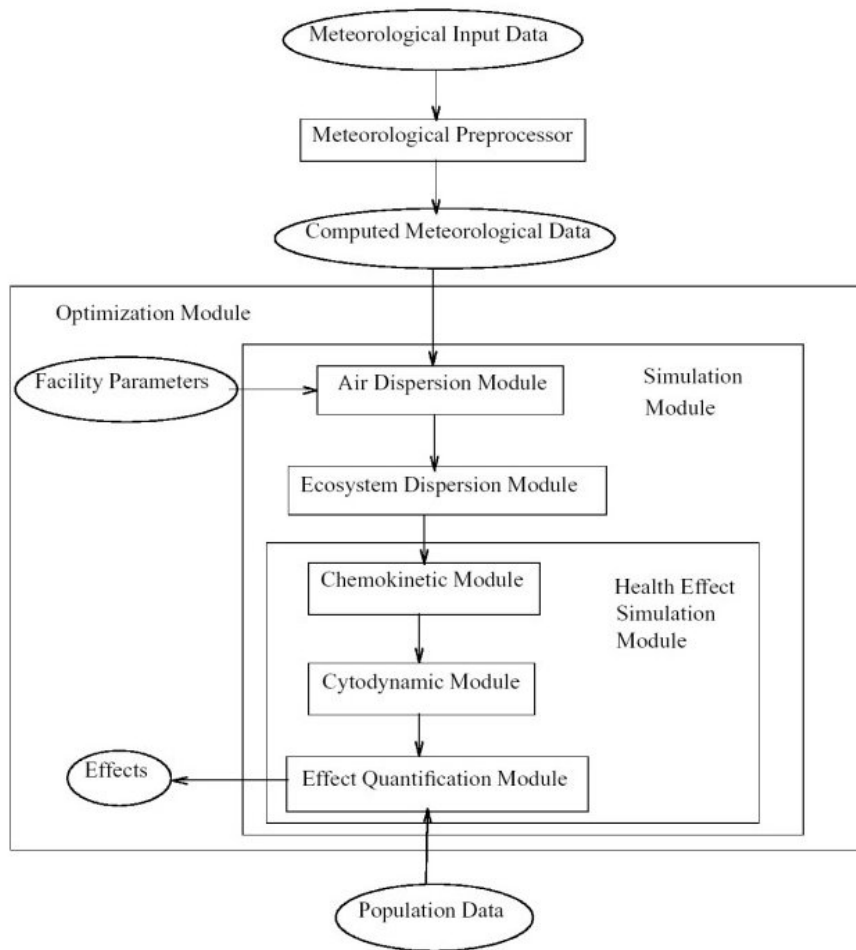 Meteorological Input Data
Meteorological Preprocessor
Computed Meteorological Data
Optimization Module
Facility Parameters
Air Dispersion Module
Simulation
Module
Ecosystem Dispersion Module
Chemokinetic Module
Health Effect
Simulation
Module
Cytodynamic Module
Effects
Effect Quantification Module
Population Data